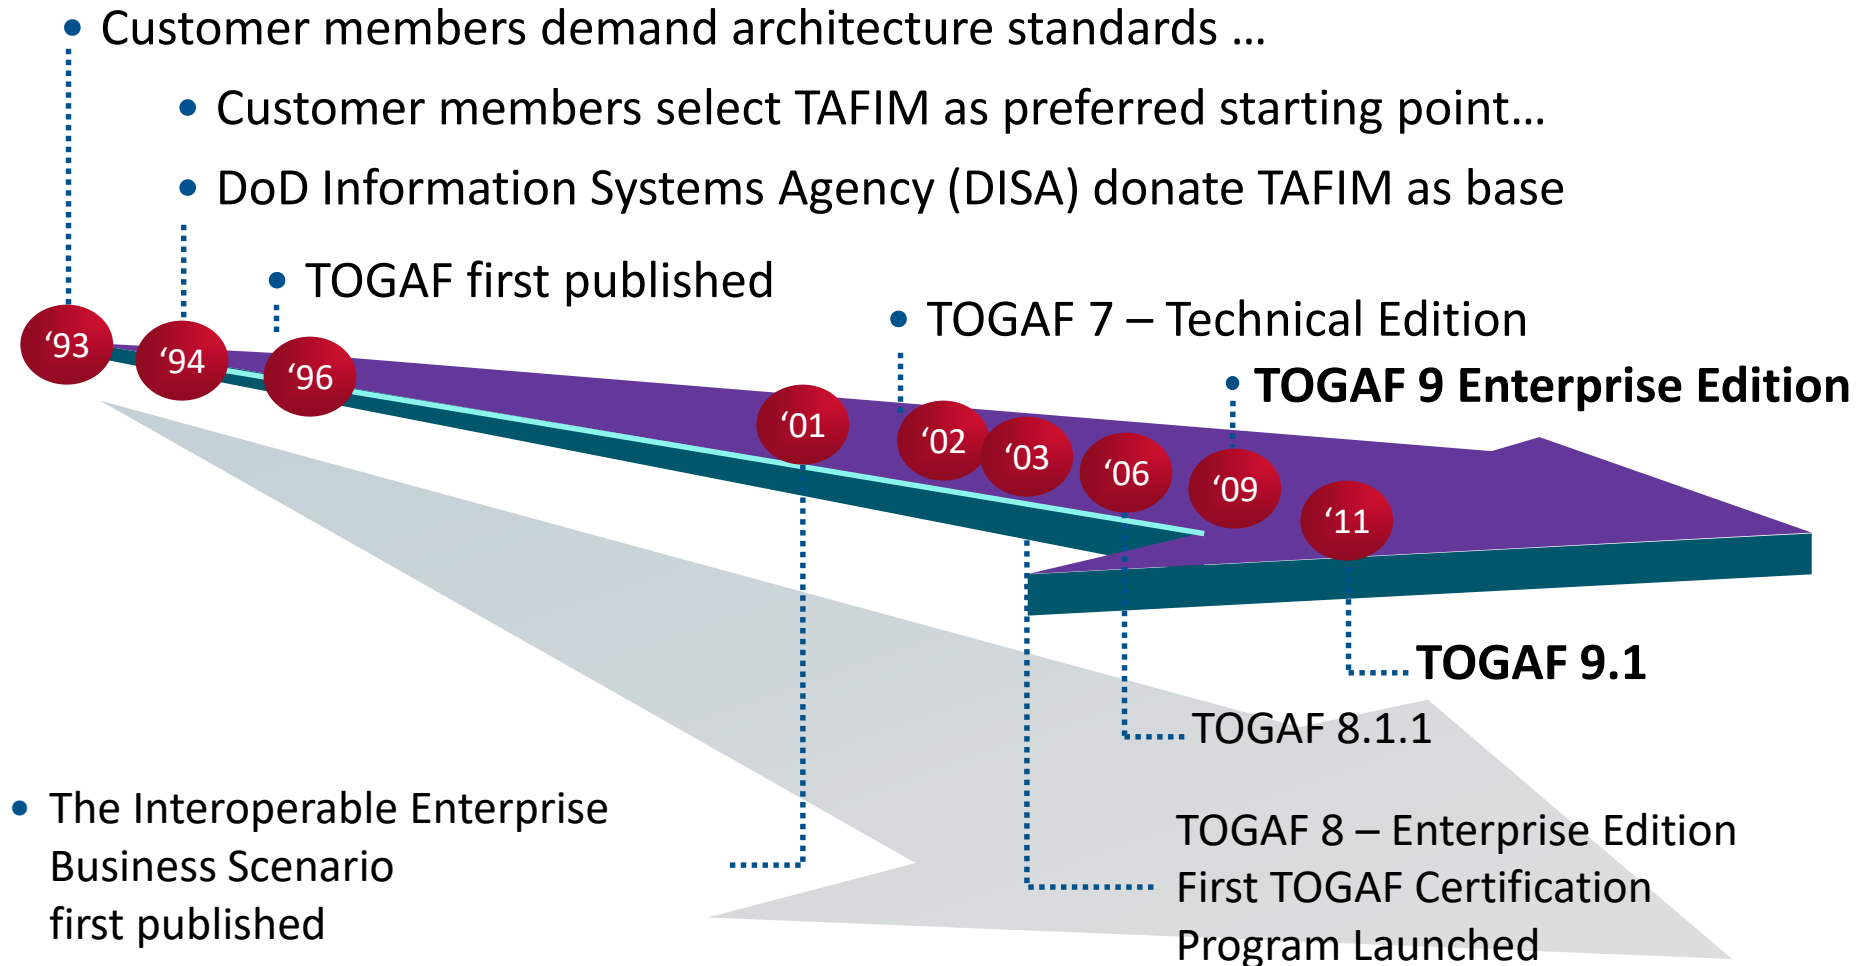 • Customer members demand architecture standards …
• Customer members select TAFIM as preferred starting point…
• DoD Information Systems Agency (DISA) donate TAFIM as base
• TOGAF first published
• TOGAF 7 – Technical Edition
• TOGAF 9 Enterprise Edition
‘93
‘94
‘96
‘01
‘02
‘03
‘06
‘09
‘11
TOGAF 9.1
TOGAF 8.1.1
• The Interoperable Enterprise
Business Scenario
first published
TOGAF 8 – Enterprise Edition
First TOGAF Certification
Program Launched